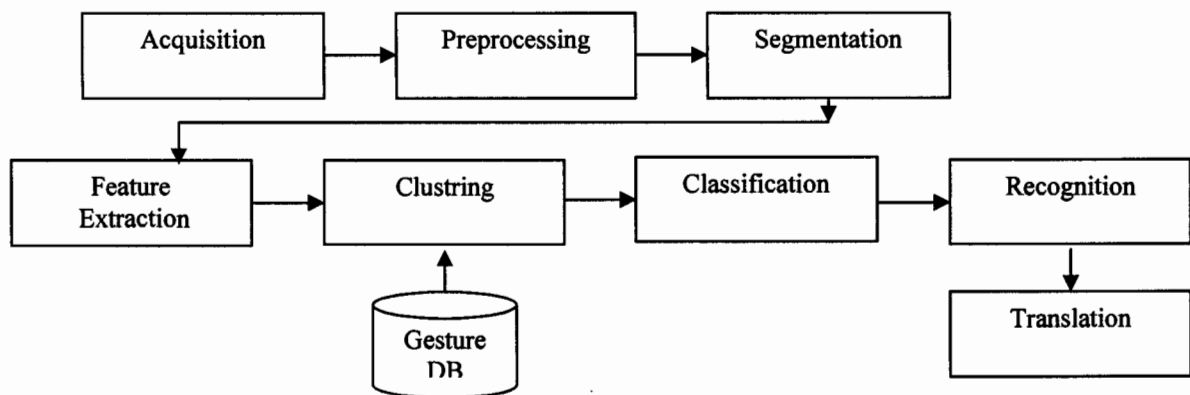 Acquisition
Preprocessing
Segmentation
Feature
Extraction
Clustring
Classification
Recognition
Gesture
DB
Translation